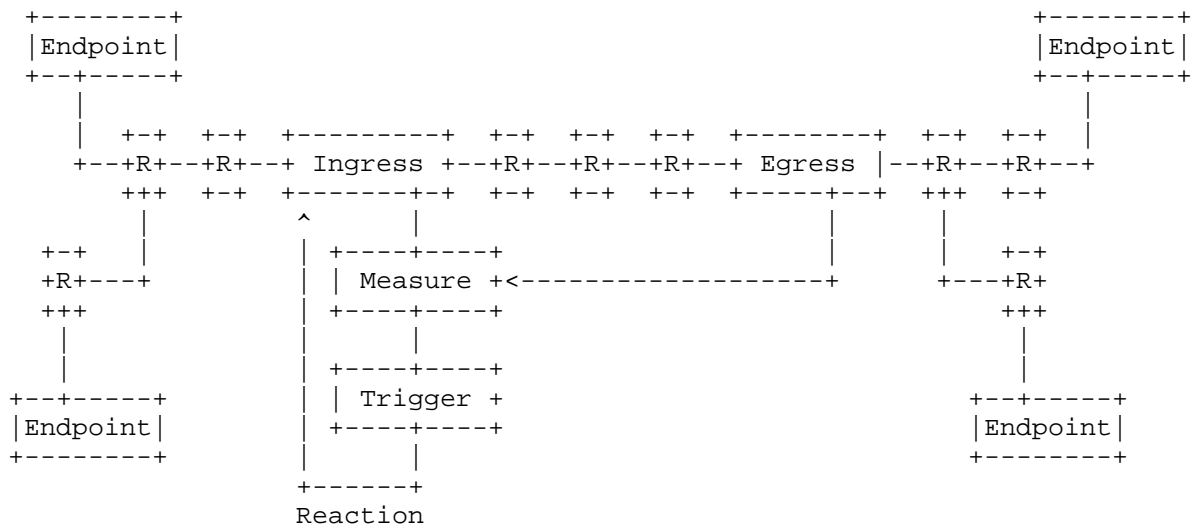 Endpoint Endpoint
R R Ingress R R R Egress R R
R Measure R
Trigger
Endpoint Endpoint
Reaction